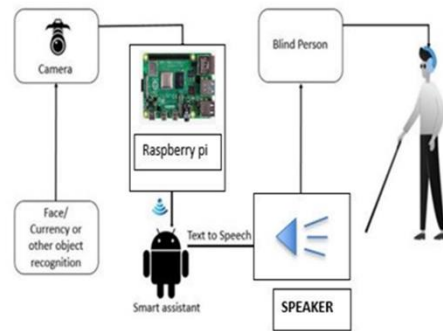 Camera
Raspberry pi
Blind Person
Face/
Currency or
other object
recognition
Text to Speech
Smart assistant
SPEAKER